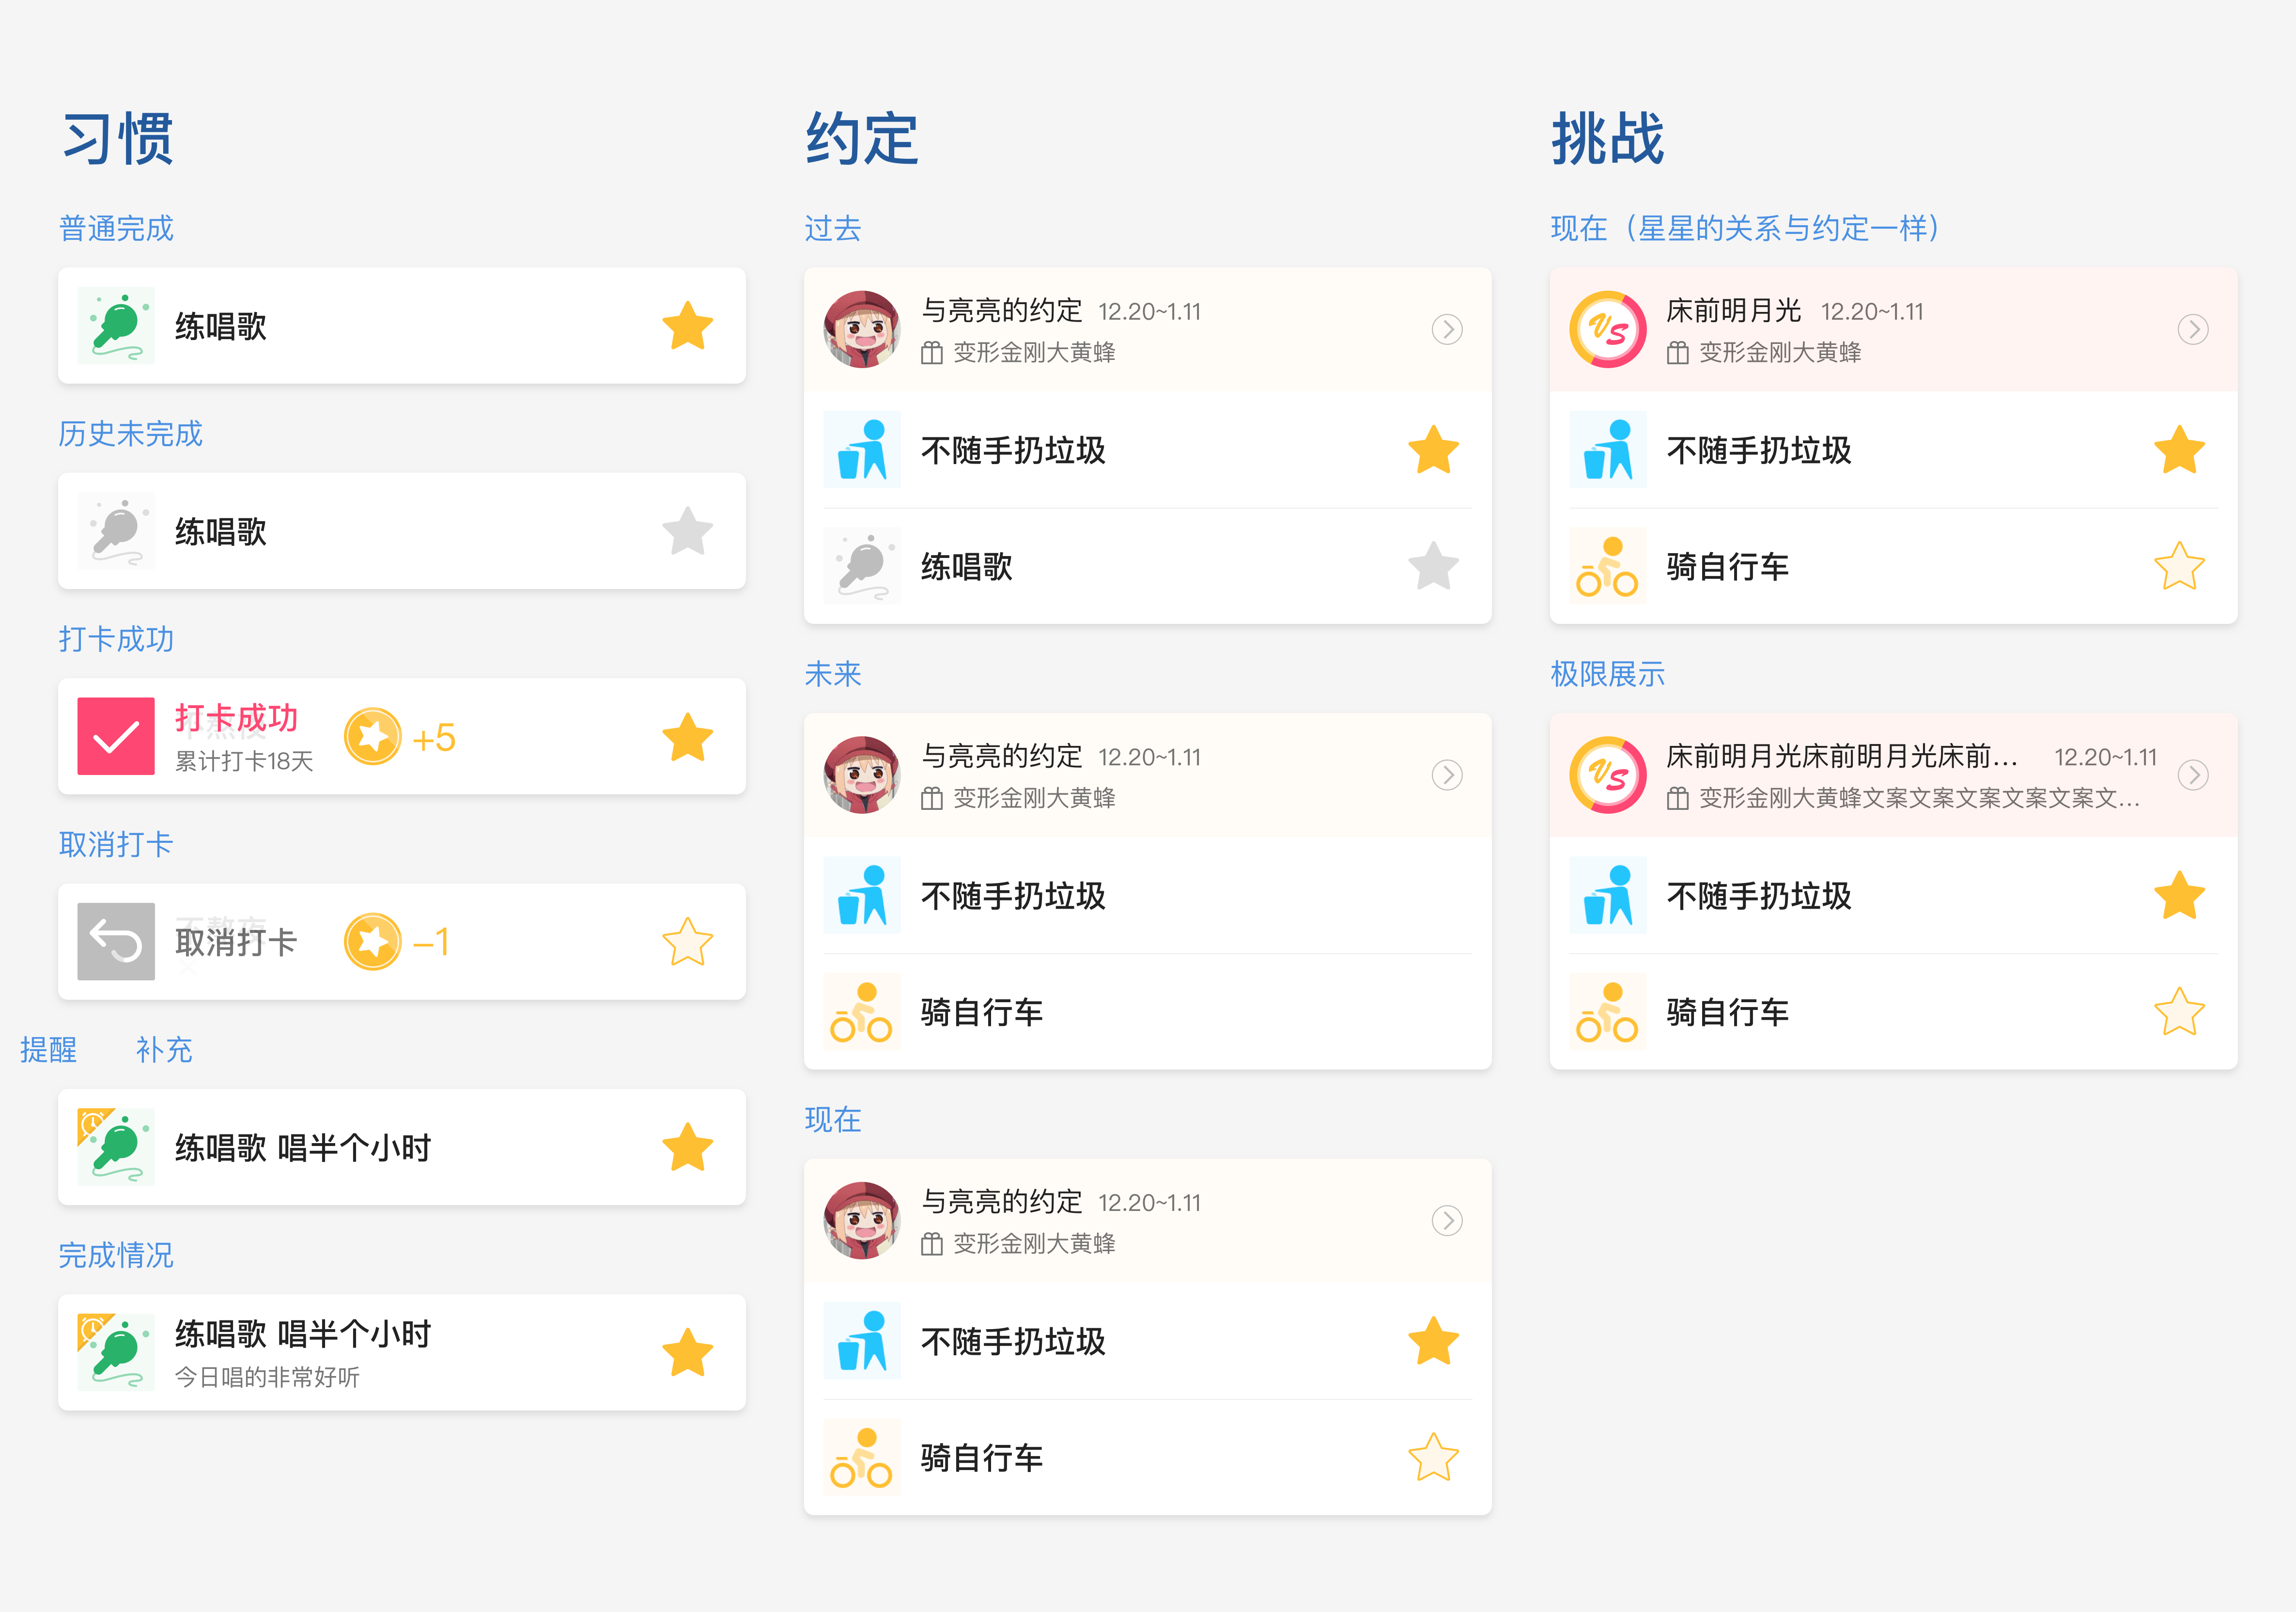 习惯
普通完成
练唱歌
历史未完成
练唱歌
打卡成功
打卡成功
累计打卡18天
+5
取消打卡
取消打卡
–1
提醒 补充
练唱歌 唱半个小时
完成情况
练唱歌 唱半个小时
今日唱的非常好听
约定
过去
与亮亮的约定 12.20~1.11
变形金刚大黄蜂
不随手扔垃圾
练唱歌
未来
与亮亮的约定 12.20~1.11
变形金刚大黄蜂
不随手扔垃圾
骑自行车
现在
与亮亮的约定 12.20~1.11
变形金刚大黄蜂
不随手扔垃圾
骑自行车
挑战
现在（星星的关系与约定一样）
VS
床前明月光 12.20~1.11
变形金刚大黄蜂
不随手扔垃圾
骑自行车
极限展示
VS
床前明月光床前明月光床前... 12.20~1.11
变形金刚大黄蜂文案文案文案文案文案文...
不随手扔垃圾
骑自行车